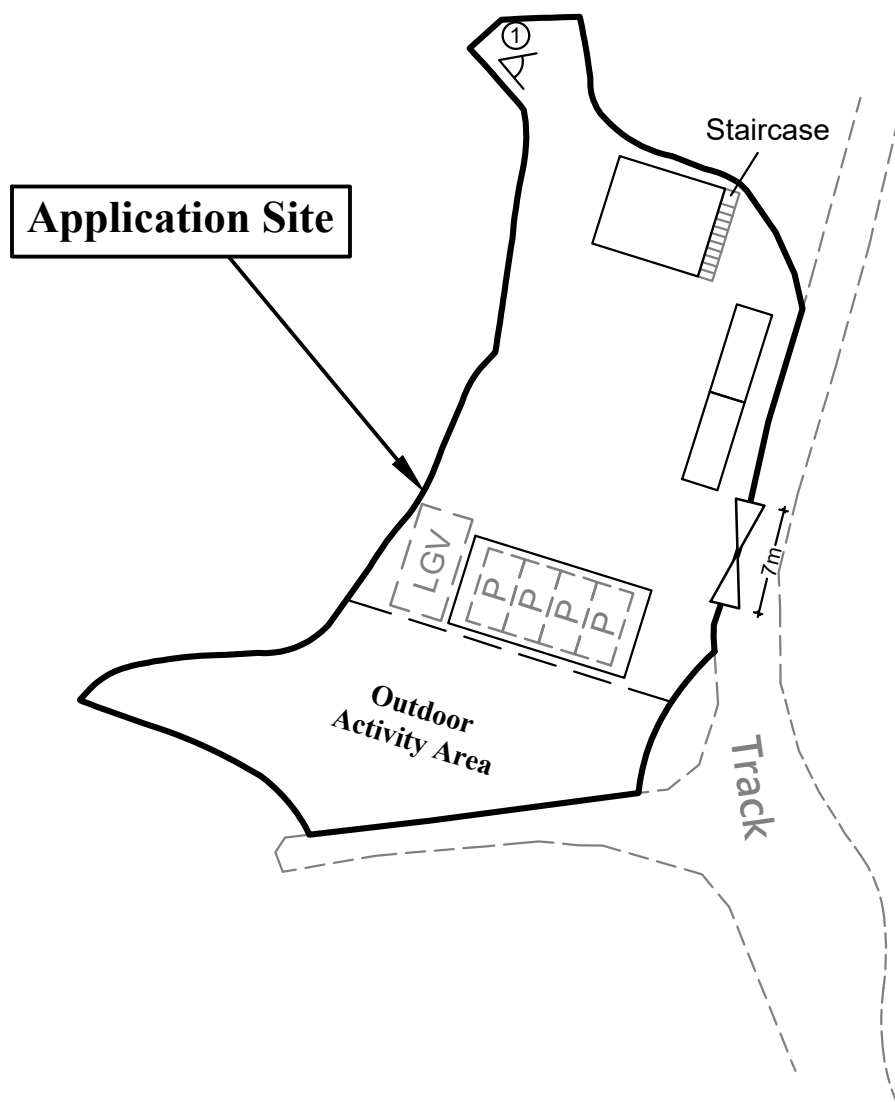 1
Staircase
Application Site
7m
LGV
P
P
P
P
Outdoor
Activity Area
Track